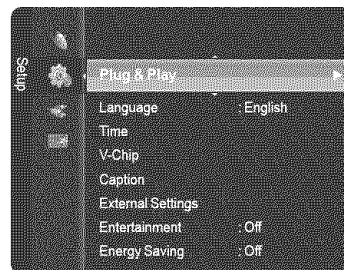 Setup
Plug & Play
Language : English
Time
V-Chip
Caption
External Settings
Entertainment : Off
Energy Saving : Off